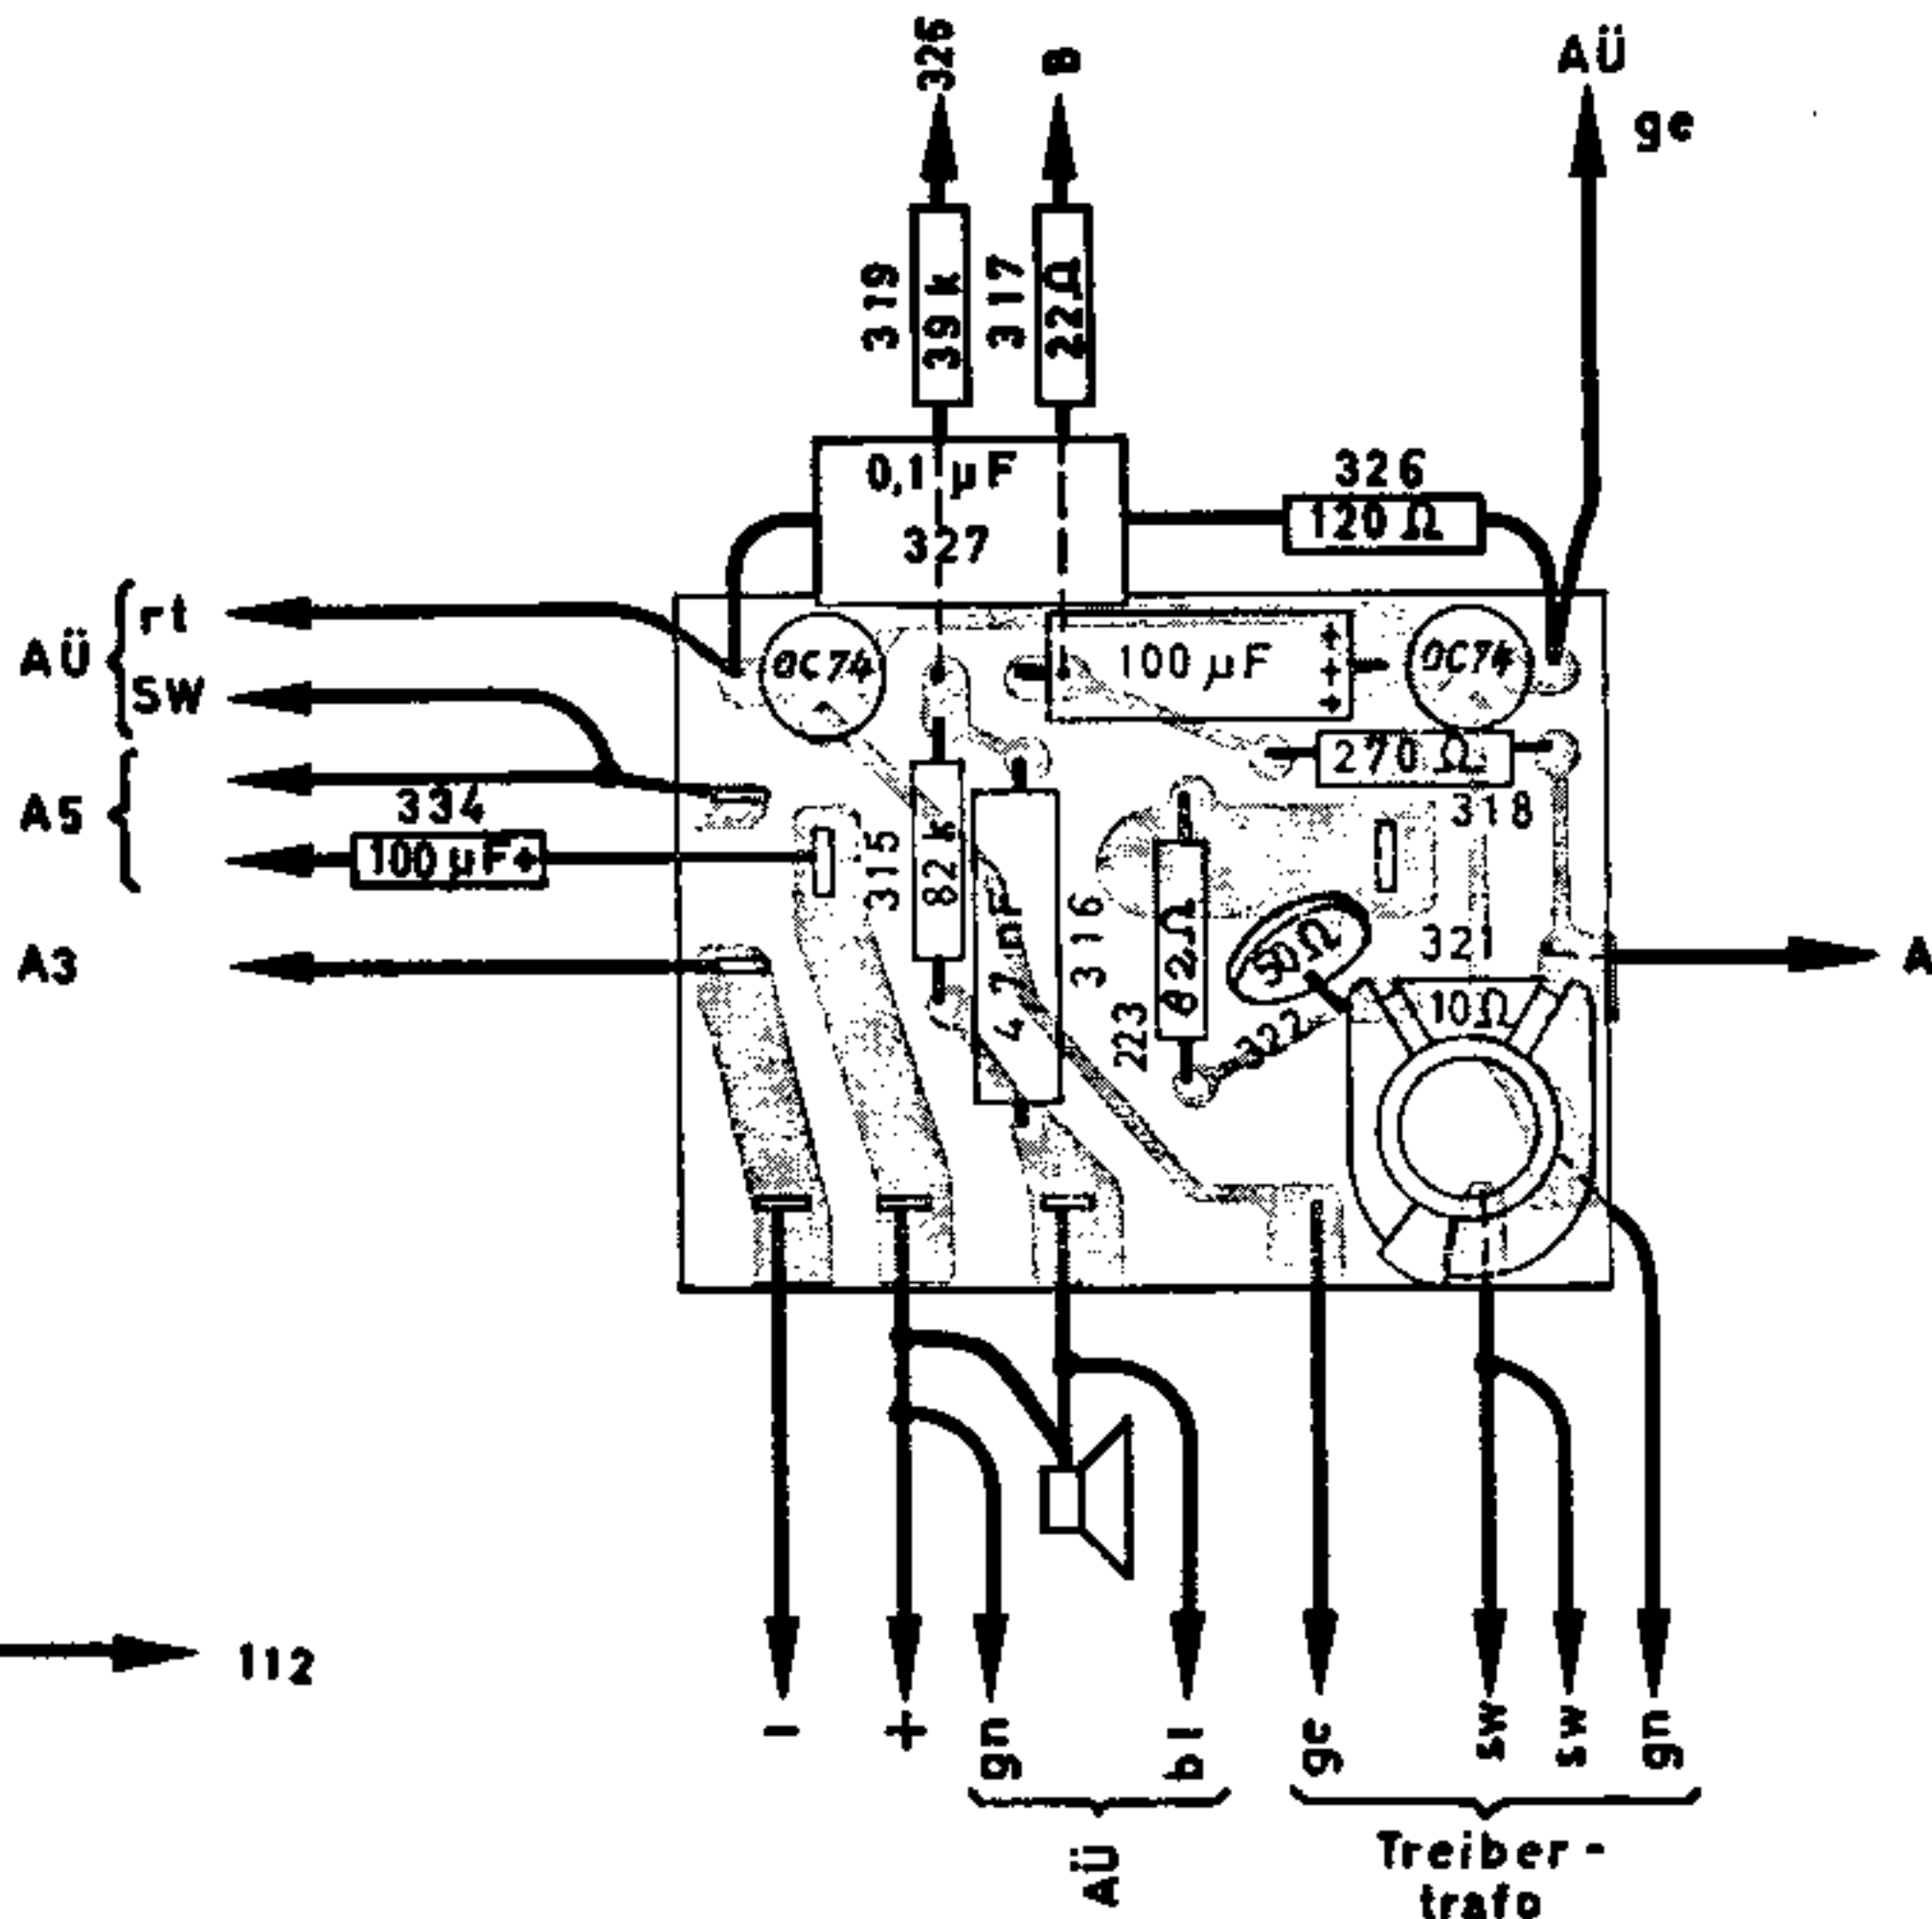 326
B
AÜ
ge
319
39 k
317
22Ω
0,1 µF
327
326
120 Ω
AÜ
rt
SW
A5
334
100 µF +
A3
OC74
100 µF
+ + +
OC74
270 Ω
318
315
82 k
4,7 nF
316
82Ω
223
50Ω
322
321
10Ω
A
112
-
+
gn
bl
ge
sw
sw
gn
AÜ
Treiber-
trafo